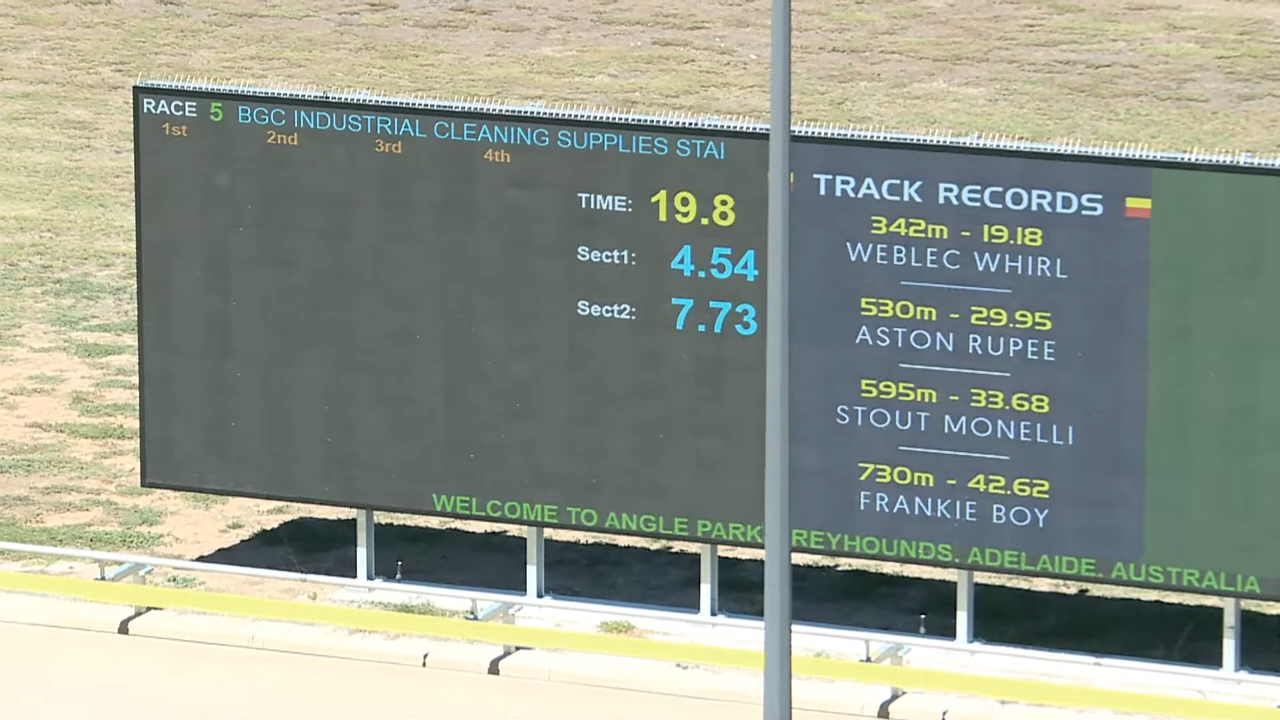 RACE 5 BGC INDUSTRIAL CLEANING SUPPLIES STAI
1st 2nd 3rd 4th
TIME: 19.8
Sect1: 4.54
Sect2: 7.73
TRACK RECORDS
342m - 19.18
WEBLEC WHIRL
530m - 29.95
ASTON RUPEE
595m - 33.68
STOUT MONELLI
730m - 42.62
FRANKIE BOY
WELCOME TO ANGLE PARK REYHOUNDS. ADELAIDE. AUSTRALIA